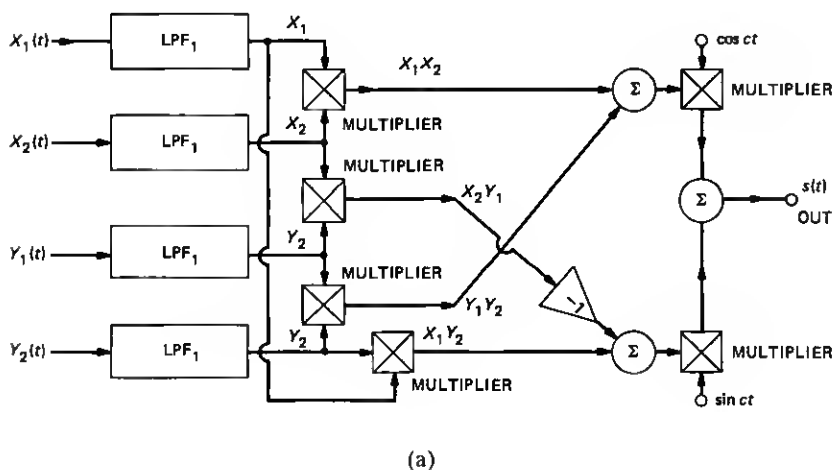 X₁(t)
LPF₁
X₁
X₁X₂
cos ct
Σ
MULTIPLIER
X₂(t)
LPF₁
X₂
MULTIPLIER
MULTIPLIER
X₂Y₁
Σ
s(t)
OUT
Y₁(t)
LPF₁
Y₂
MULTIPLIER
Y₁Y₂
-1
Y₂(t)
LPF₁
Y₂
X₁Y₂
MULTIPLIER
Σ
MULTIPLIER
sin ct
(a)